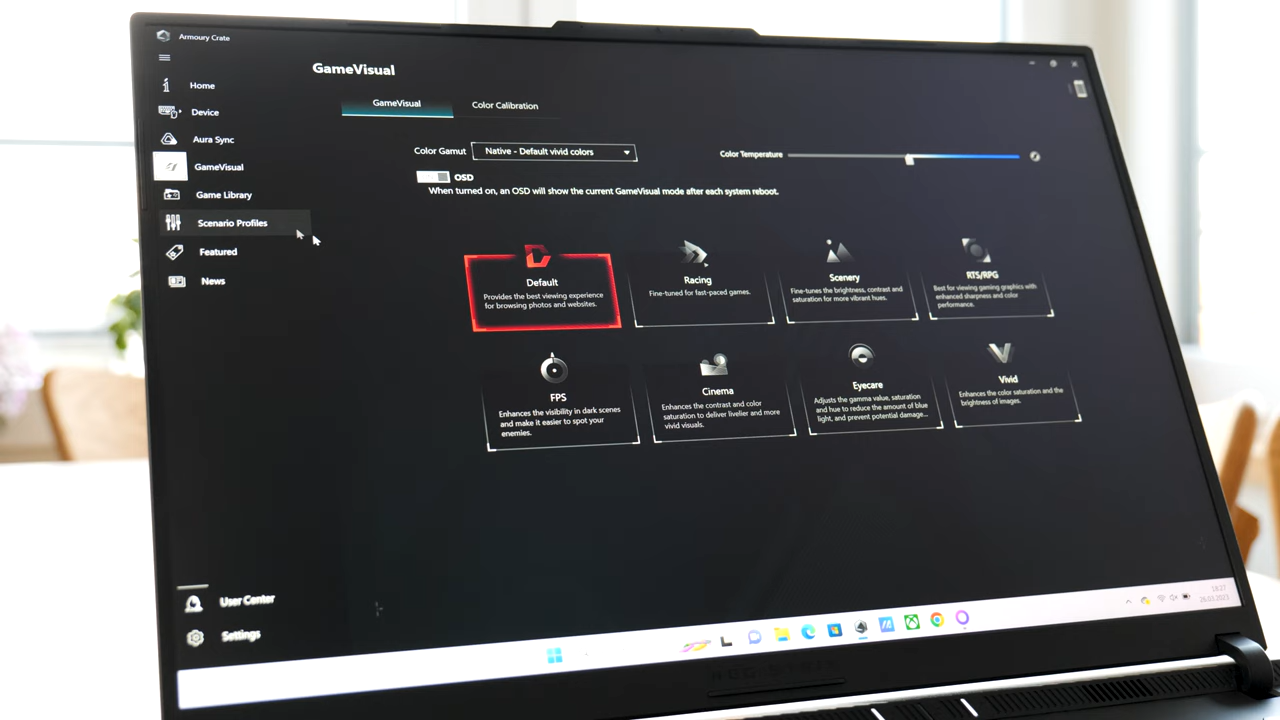 Armoury Crate
GameVisual
Home
Device
Aura Sync
GameVisual
Game Library
Scenario Profiles
Featured
News
User Center
Settings
GameVisual
Color Calibration
Color Gamut
Native - Default vivid colors
Color Temperature
OSD
When turned on, an OSD will show the current GameVisual mode after each system reboot.
Default
Provides the best viewing experience
for browsing photos and websites.
Racing
Fine-tuned for fast-paced games.
Scenery
Fine-tunes the brightness, contrast and
saturation for more vibrant hues.
RTS/RPG
Best for viewing gaming graphics with
enhanced sharpness and color
performance.
FPS
Enhances the visibility in dark scenes
and make it easier to spot your
enemies.
Cinema
Enhances the contrast and color
saturation to deliver livelier and more
vivid visuals.
Eyecare
Adjusts the gamma value, saturation
and hue to reduce the amount of blue
light, and prevent potential damage...
Vivid
Enhances the color saturation and the
brightness of images.
18:27
26.03.2023